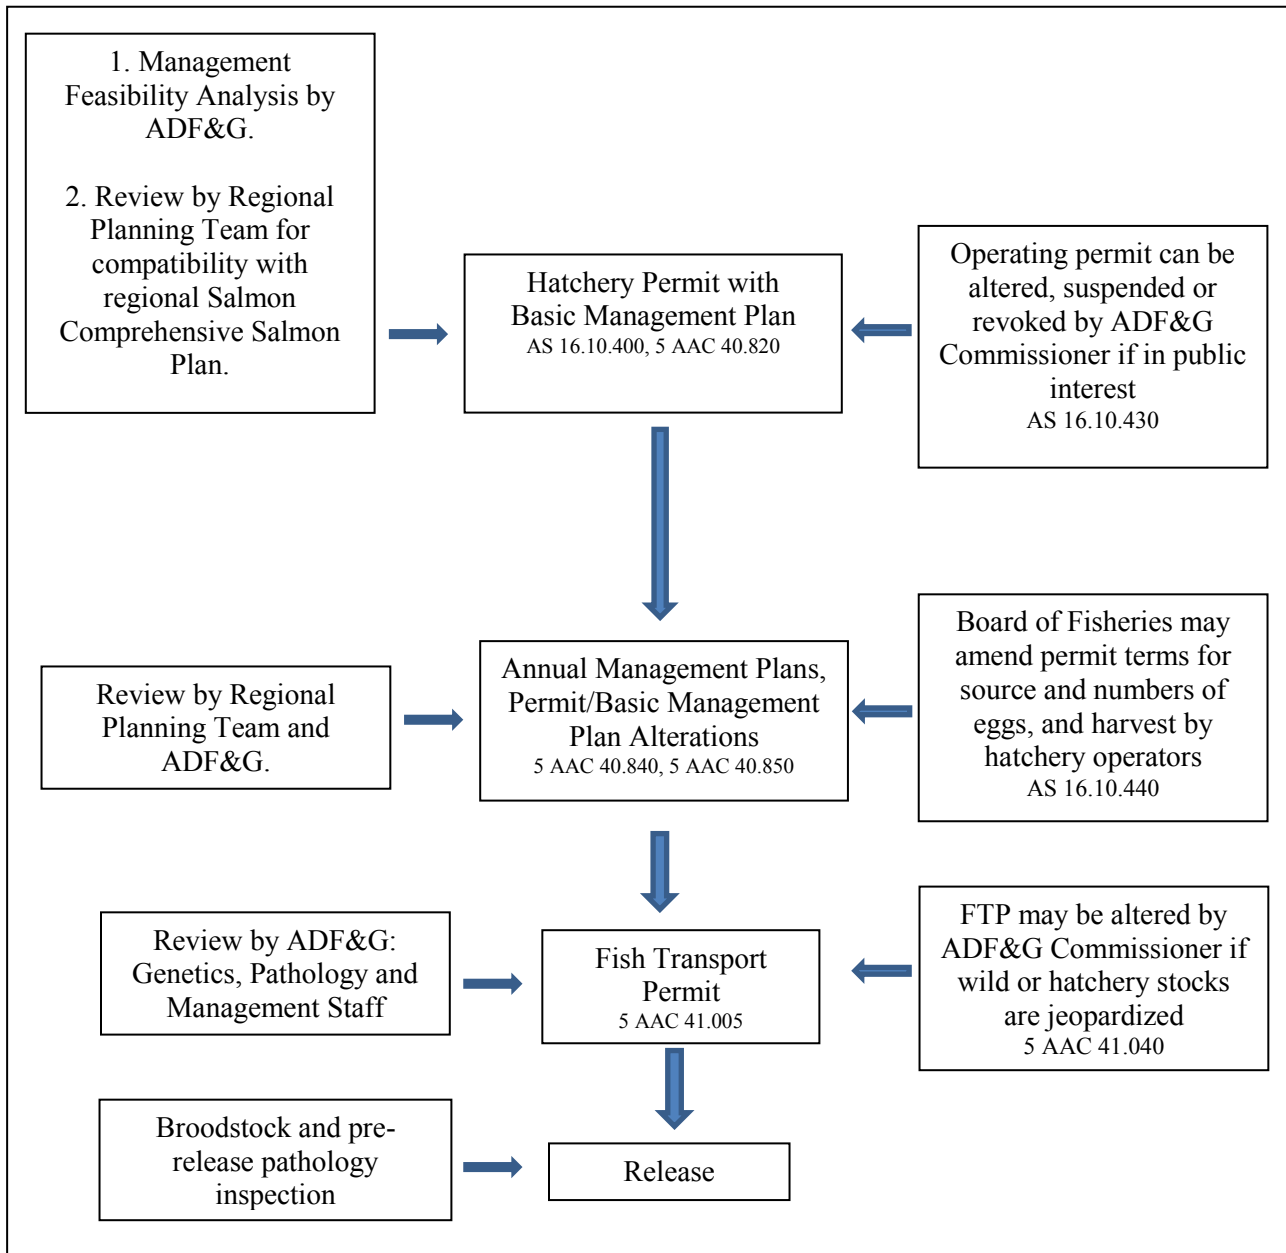 1. Management
Feasibility Analysis by
ADF&G.
2. Review by Regional
Planning Team for
compatibility with
regional Salmon
Comprehensive Salmon
Plan.
Hatchery Permit with
Basic Management Plan
AS 16.10.400, 5 AAC 40.820
Operating permit can be
altered, suspended or
revoked by ADF&G
Commissioner if in public
interest
AS 16.10.430
Review by Regional
Planning Team and
ADF&G.
Annual Management Plans,
Permit/Basic Management
Plan Alterations
5 AAC 40.840, 5 AAC 40.850
Board of Fisheries may
amend permit terms for
source and numbers of
eggs, and harvest by
hatchery operators
AS 16.10.440
Review by ADF&G:
Genetics, Pathology and
Management Staff
Fish Transport
Permit
5 AAC 41.005
FTP may be altered by
ADF&G Commissioner if
wild or hatchery stocks
are jeopardized
5 AAC 41.040
Broodstock and pre-
release pathology
inspection
Release